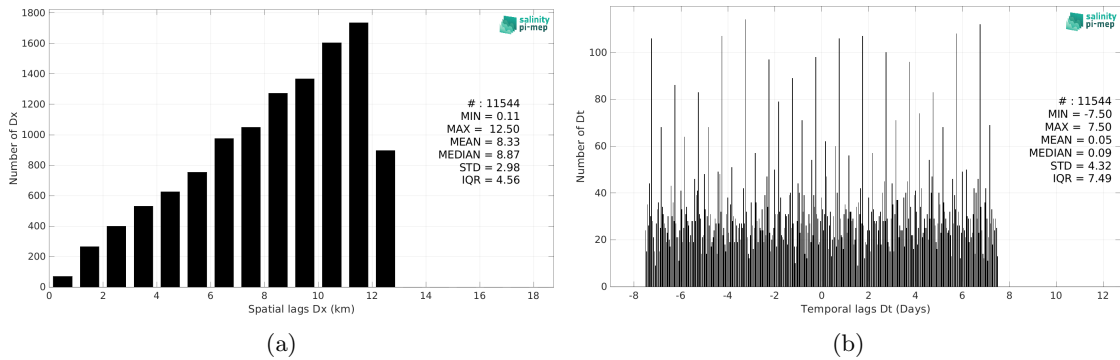 1800
1600
1400
1200
1000
800
600
400
200
0
Number of Dx
0 2 4 6 8 10 12 14 16 18
Spatial lags Dx (km)
salinity
pi-mep
# : 11544
MIN = 0.11
MAX = 12.50
MEAN = 8.33
MEDIAN = 8.87
STD = 2.98
IQR = 4.56
(a)
100
80
60
40
20
0
Number of Dt
-8 -6 -4 -2 0 2 4 6 8 10 12
Temporal lags Dt (Days)
salinity
pi-mep
# : 11544
MIN = -7.50
MAX = 7.50
MEAN = 0.05
MEDIAN = 0.09
STD = 4.32
IQR = 7.49
(b)